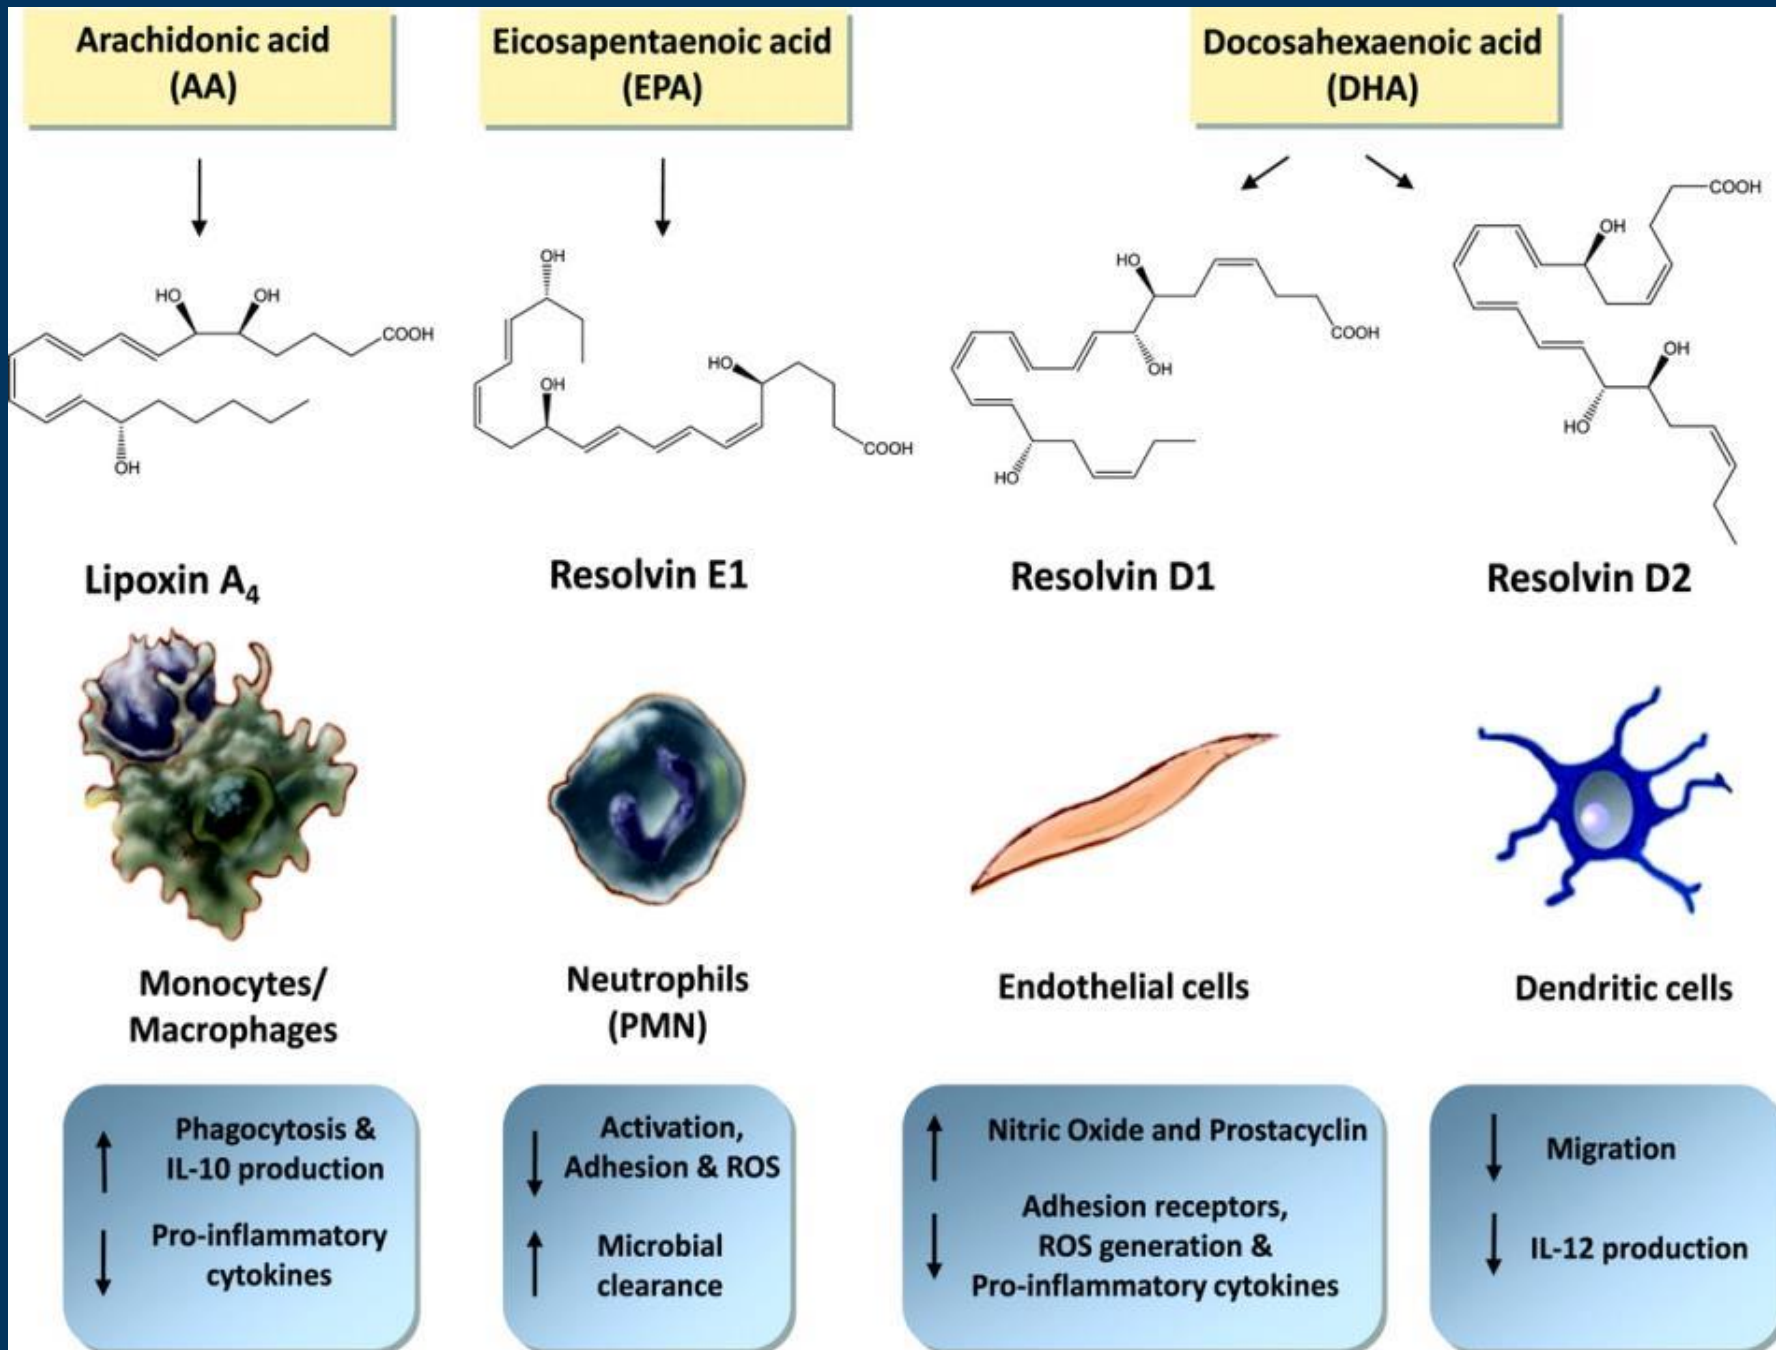 Arachidonic acid
(AA)
Eicosapentaenoic acid
(EPA)
Docosahexaenoic acid
(DHA)
HO
OH
COOH
OH
OH
OH
HO
COOH
HO
OH
COOH
HO
COOH
OH
OH
HO
Lipoxin A₄
Resolvin E1
Resolvin D1
Resolvin D2
Monocytes/
Macrophages
Neutrophils
(PMN)
Endothelial cells
Dendritic cells
Phagocytosis &
IL-10 production
Pro-inflammatory
cytokines
Activation,
Adhesion & ROS
Microbial
clearance
Nitric Oxide and Prostacyclin
Adhesion receptors,
ROS generation &
Pro-inflammatory cytokines
Migration
IL-12 production